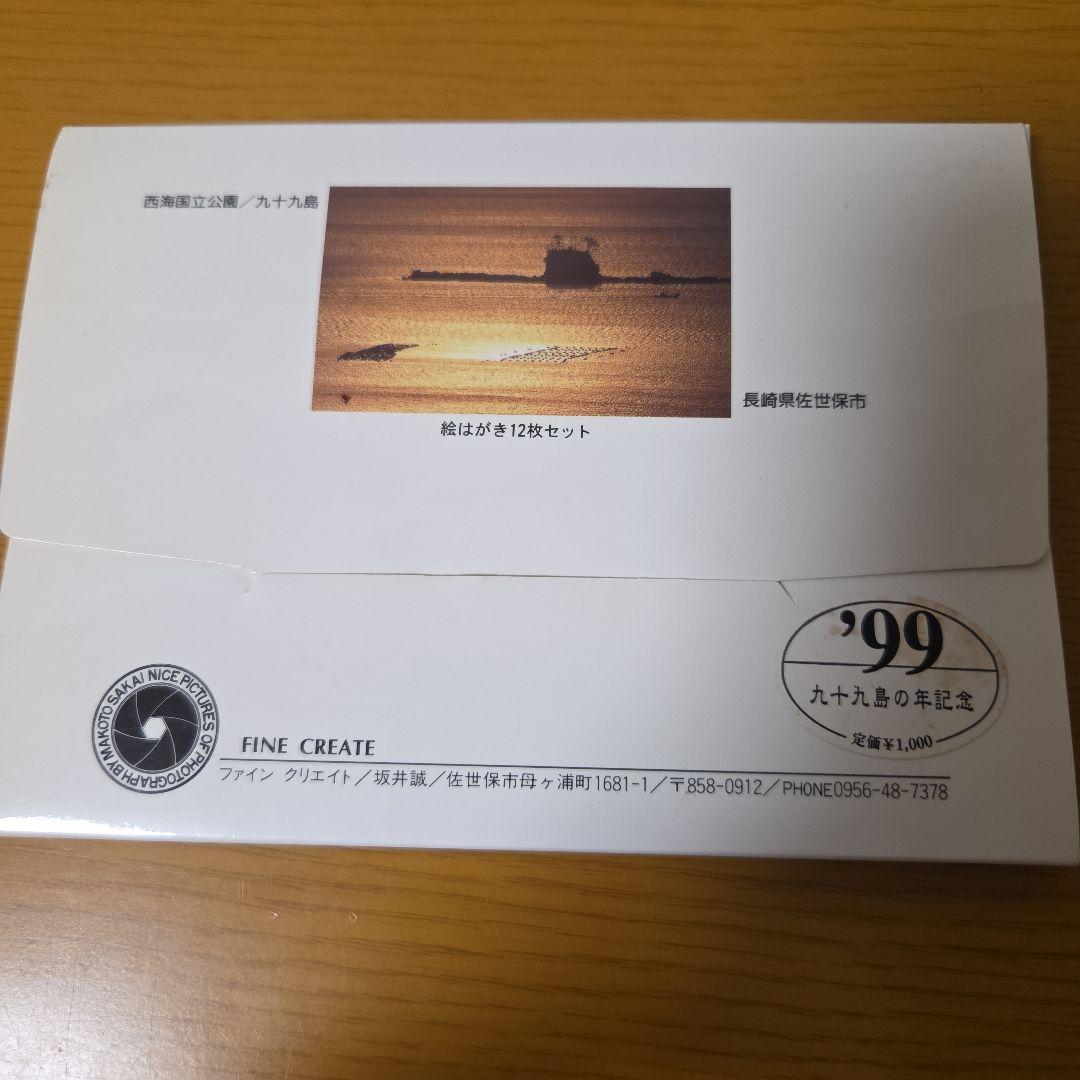 西海国立公園／九十九島
長崎県佐世保市
絵はがき12枚セット
'99
九十九島の年記念
定価¥1,000
PHOTOGRAPH BY MAKOTO SAKAI NICE PICTURES OF
FINE CREATE
ファイン クリエイト／坂井誠／佐世保市母ヶ浦町1681-1／〒858-0912／PHONE0956-48-7378